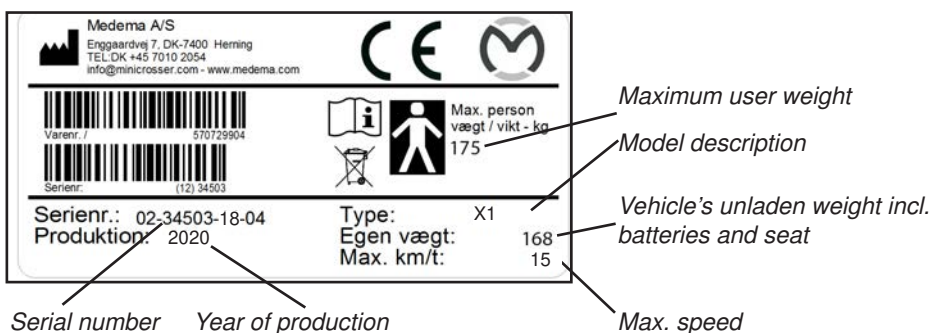 Medema A/S
Enggaardvej 7, DK-7400 Herning
TEL:DK +45 7010 2054
info@minicrosser.com - www.medema.com
CE
Varenr. / 570729904
Serienr: (12) 34503
i
Max. person
vægt / vikt - kg
175
Serienr.: 02-34503-18-04
Produktion: 2020
Type: X1
Egen vægt: 168
Max. km/t: 15
Maximum user weight
Model description
Vehicle's unladen weight incl.
batteries and seat
Max. speed
Serial number
Year of production